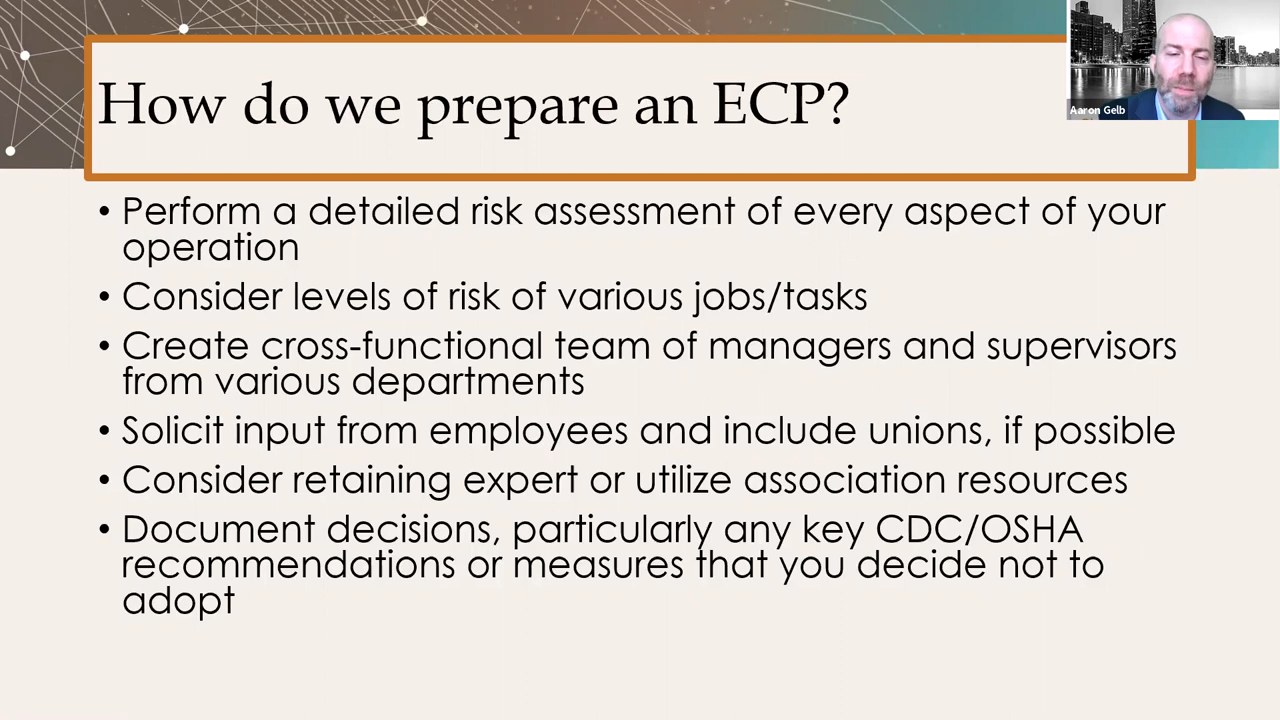 How do we prepare an ECP?
Aaron Gelb
• Perform a detailed risk assessment of every aspect of your
operation
• Consider levels of risk of various jobs/tasks
• Create cross-functional team of managers and supervisors
from various departments
• Solicit input from employees and include unions, if possible
• Consider retaining expert or utilize association resources
• Document decisions, particularly any key CDC/OSHA
recommendations or measures that you decide not to
adopt